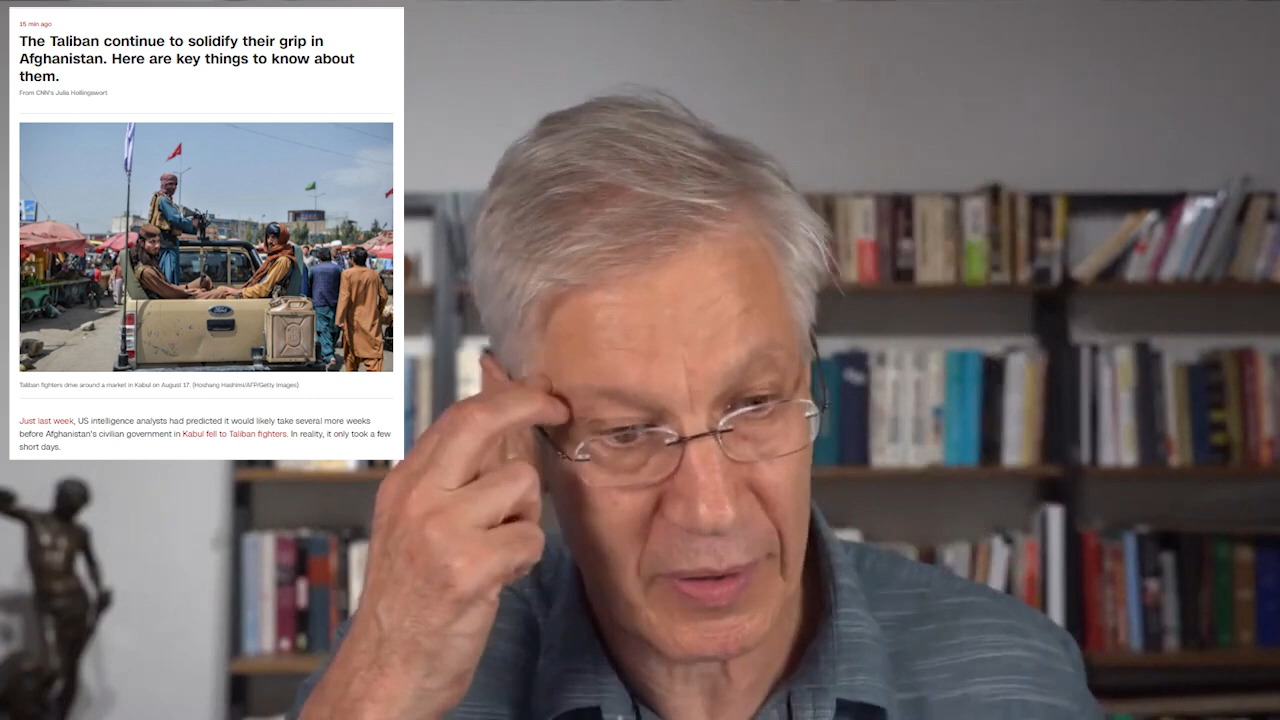 15 min ago
The Taliban continue to solidify their grip in
Afghanistan. Here are key things to know about
them.
From CNN's Julia Hollingswort
Taliban fighters drive around a market in Kabul on August 17. (Hoshang Hashimi/AFP/Getty Images)
Just last week, US intelligence analysts had predicted it would likely take several more weeks
before Afghanistan's civilian government in Kabul fell to Taliban fighters. In reality, it only took a few
short days.